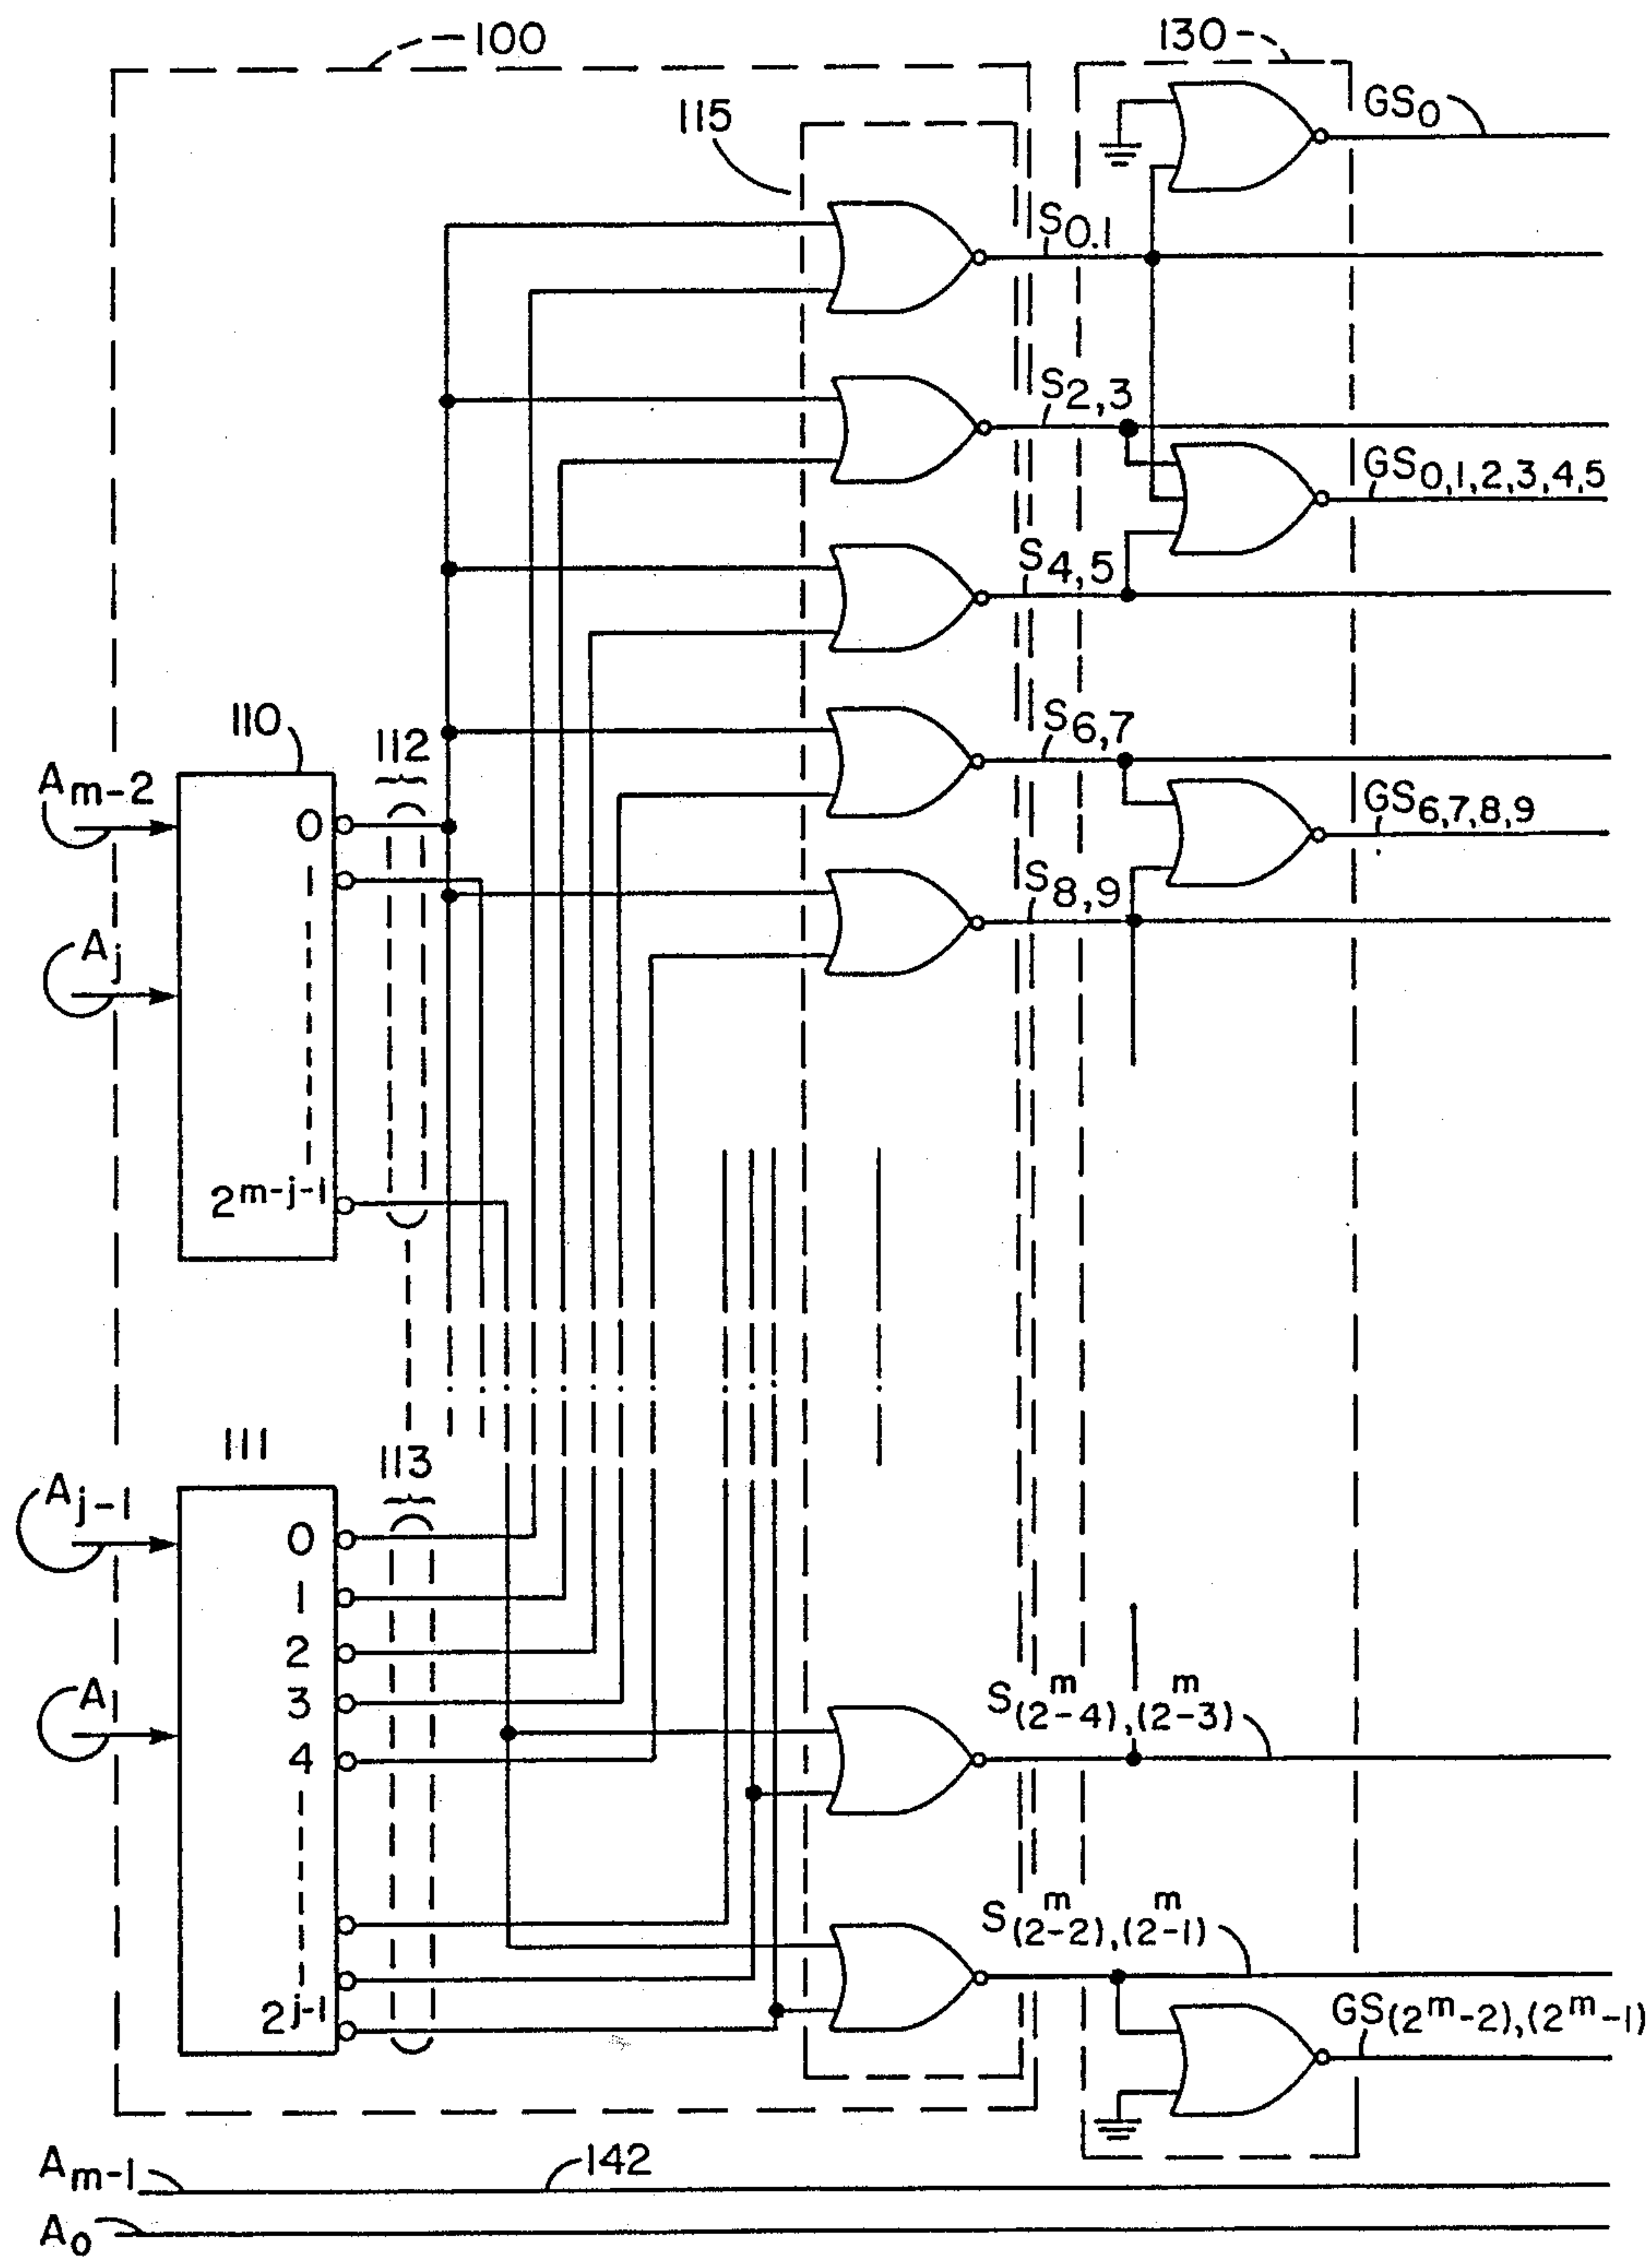 100
130
GS0
115
S0.1
S2,3
GS0,1,2,3,4,5
S4,5
110
112
S6,7
Am-2
0
GS6,7,8,9
1
S8,9
Aj
2m-j-1
111
113
Aj-1
0
1
2
A1
3
S(2m-4),(2m-3)
4
S(2m-2),(2m-1)
2j-1
GS(2m-2),(2m-1)
Am-1
142
A0